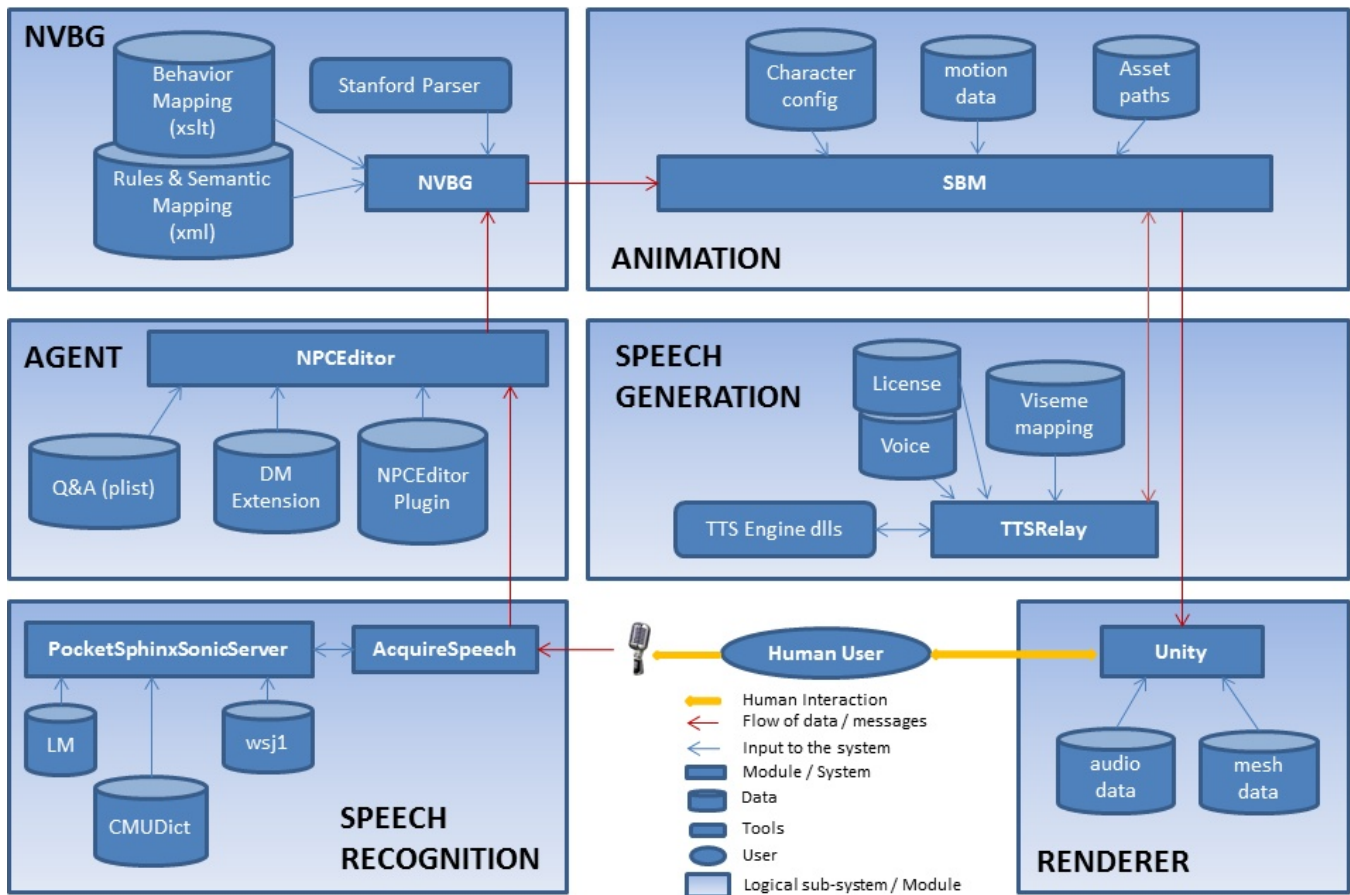 NVBG
Behavior
Mapping
(xslt)
Rules & Semantic
Mapping
(xml)
Stanford Parser
NVBG
Character
config
motion
data
Asset
paths
SBM
ANIMATION
AGENT
NPCEditor
Q&A (plist)
DM
Extension
NPCEditor
Plugin
SPEECH
GENERATION
License
Voice
Viseme
mapping
TTS Engine dlls
TTSRelay
PocketSphinxSonicServer
AcquireSpeech
LM
CMUDict
wsj1
SPEECH
RECOGNITION
Human User
Human Interaction
Flow of data / messages
Input to the system
Module / System
Data
Tools
User
Logical sub-system / Module
Unity
audio
data
mesh
data
RENDERER